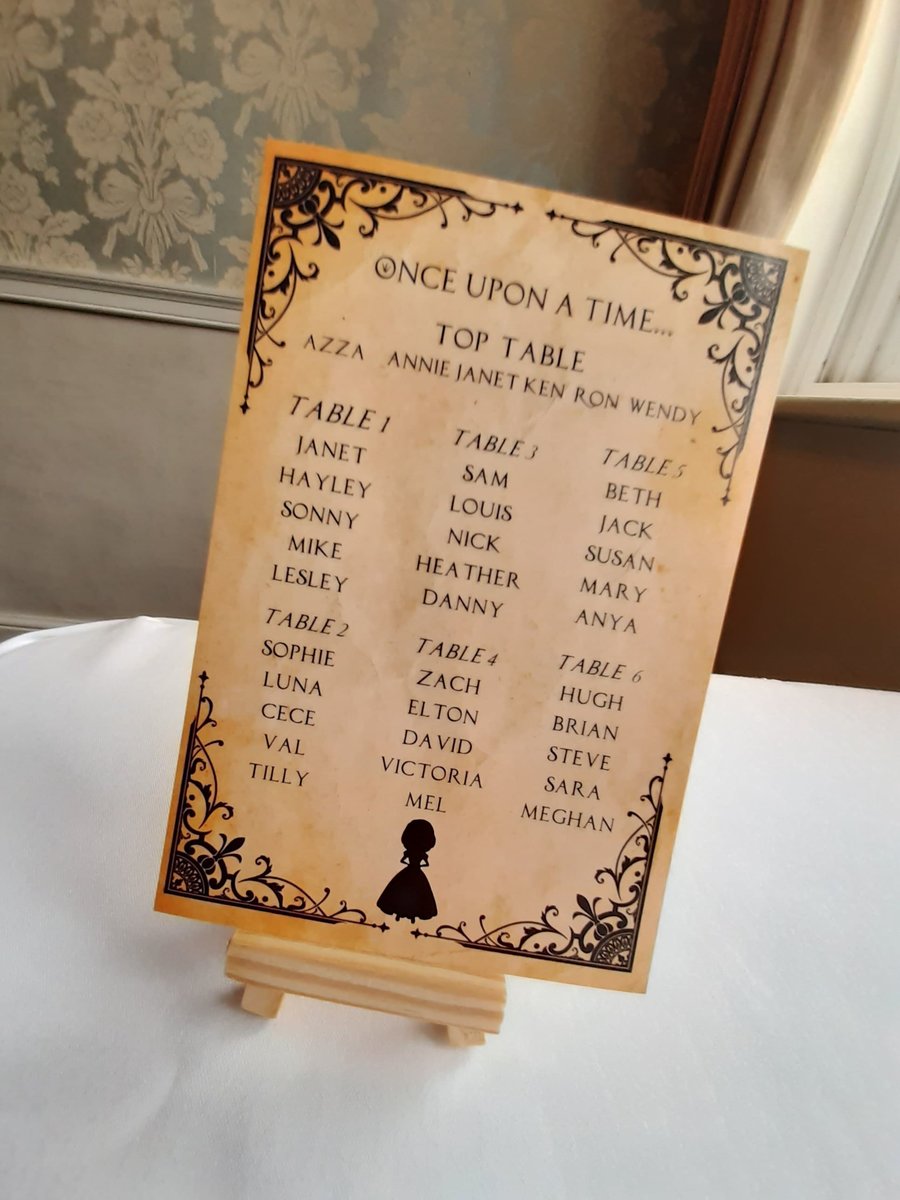 ONCE UPON A TIME...
TOP TABLE
AZZA ANNIE JANET KEN RON WENDY
TABLE 1
JANET
HAYLEY
SONNY
MIKE
LESLEY
TABLE 2
SOPHIE
LUNA
CECE
VAL
TILLY
TABLE 3
SAM
LOUIS
NICK
HEATHER
DANNY
TABLE 4
ZACH
ELTON
DAVID
VICTORIA
MEL
TABLE 5
BETH
JACK
SUSAN
MARY
ANYA
TABLE 6
HUGH
BRIAN
STEVE
SARA
MEGHAN